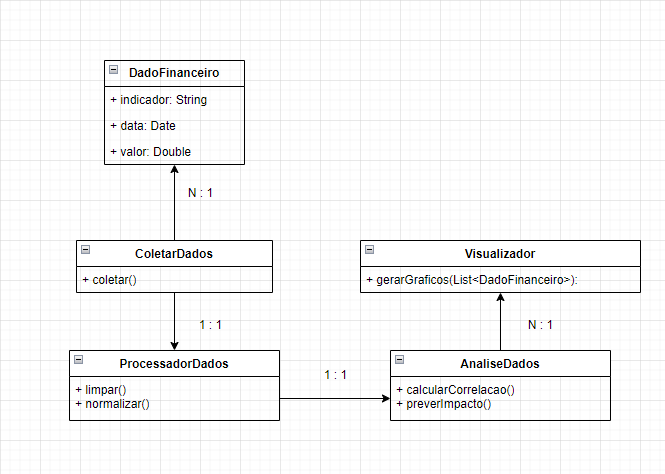 DadoFinanceiro
+ indicador: String
+ data: Date
+ valor: Double
N : 1
ColetarDados
+ coletar()
Visualizador
+ gerarGraficos(List<DadoFinanceiro>):
1 : 1
N : 1
ProcessadorDados
+ limpar()
+ normalizar()
1 : 1
AnaliseDados
+ calcularCorrelacao()
+ preverImpacto()